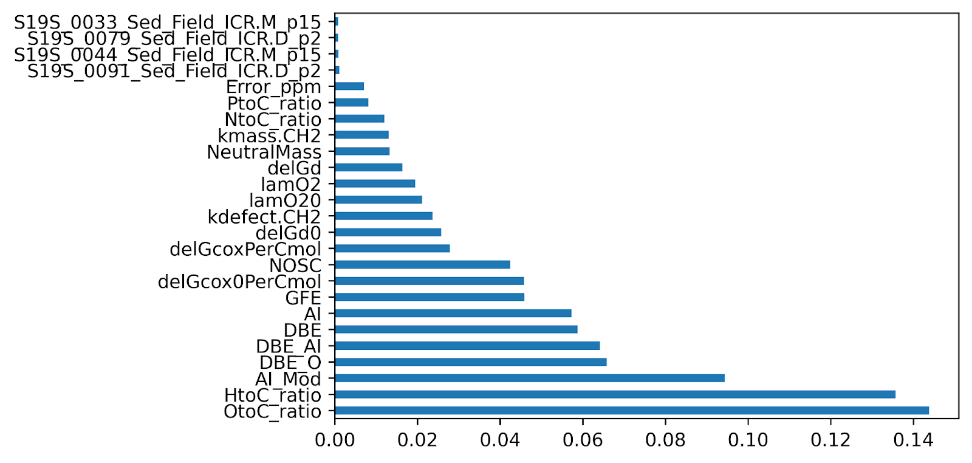 S19S_0033_Sed_Field_ICR.M_p15
S19S_0079_Sed_Field_ICR.D_p2
S19S_0044_Sed_Field_ICR.M_p15
S19S_0091_Sed_Field_ICR.D_p2
Error_ppm
PtoC_ratio
NtoC_ratio
kmass.CH2
NeutralMass
delGd
lamO2
lamO20
kdefect.CH2
delGd0
delGcoxPerCmol
NOSC
delGcox0PerCmol
GFE
AI
DBE
DBE_AI
DBE_O
AI_Mod
HtoC_ratio
OtoC_ratio
0.00 0.02 0.04 0.06 0.08 0.10 0.12 0.14